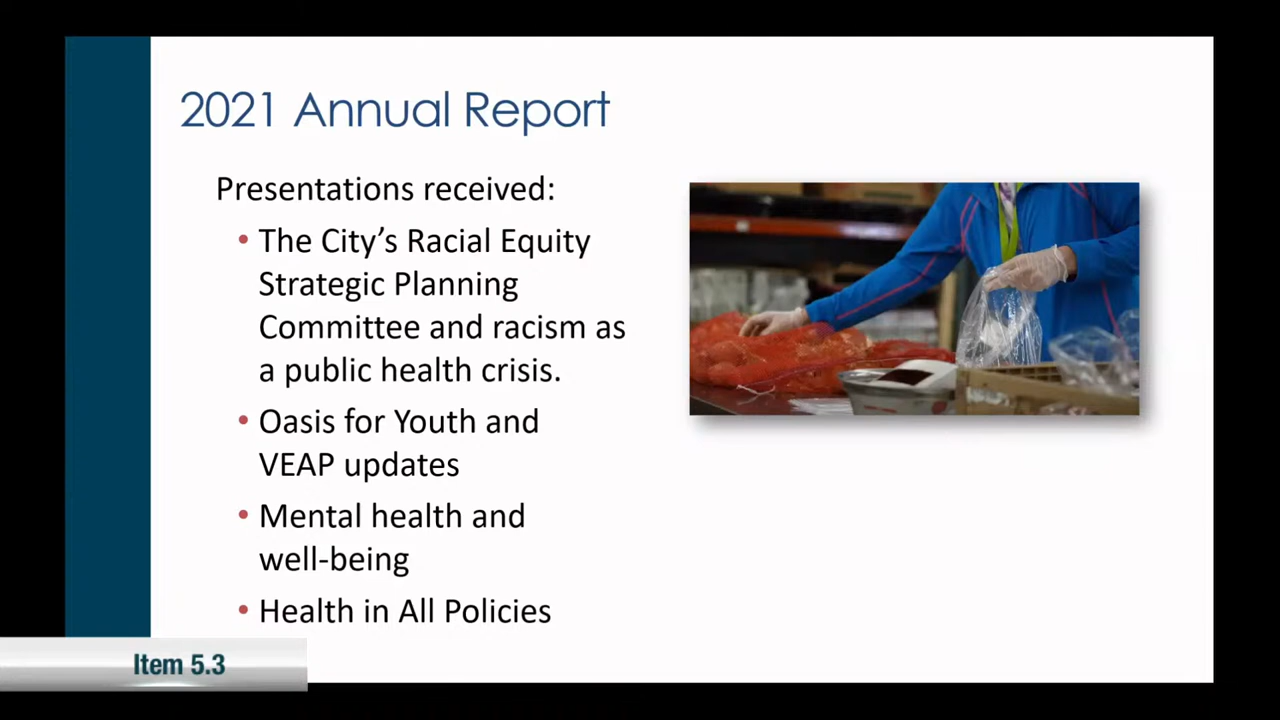 2021 Annual Report
Presentations received:
• The City's Racial Equity
Strategic Planning
Committee and racism as
a public health crisis.
• Oasis for Youth and
VEAP updates
• Mental health and
well-being
• Health in All Policies
Item 5.3